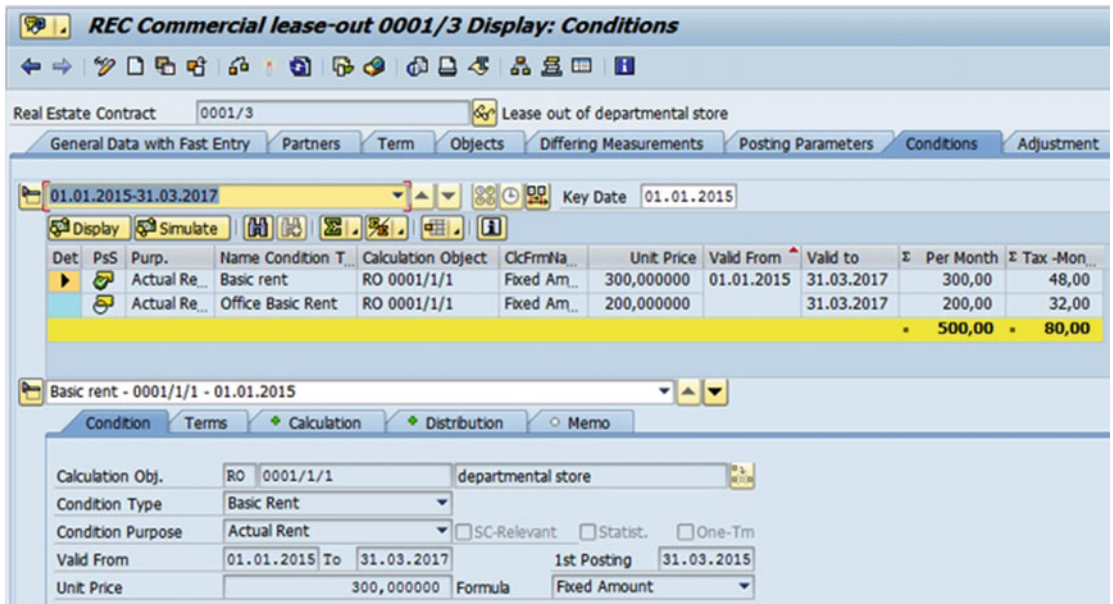 REC Commercial lease-out 0001/3 Display: Conditions
Real Estate Contract 0001/3 Lease out of departmental store
General Data with Fast Entry Partners Term Objects Differing Measurements Posting Parameters Conditions Adjustment
01.01.2015-31.03.2017 Key Date 01.01.2015
Display Simulate
Det PsS Purp. Name Condition T... Calculation Object ClcFrmNa... Unit Price Valid From Valid to Σ Per Month Σ Tax -Mon...
Actual Re... Basic rent RO 0001/1/1 Fixed Am... 300,000000 01.01.2015 31.03.2017 300,00 48,00
Actual Re... Office Basic Rent RO 0001/1/1 Fixed Am... 200,000000 31.03.2017 200,00 32,00
500,00 80,00
Basic rent - 0001/1/1 - 01.01.2015
Condition Terms Calculation Distribution Memo
Calculation Obj. RO 0001/1/1 departmental store
Condition Type Basic Rent
Condition Purpose Actual Rent SC-Relevant Statist. One-Tm
Valid From 01.01.2015 To 31.03.2017 1st Posting 31.03.2015
Unit Price 300,000000 Formula Fixed Amount